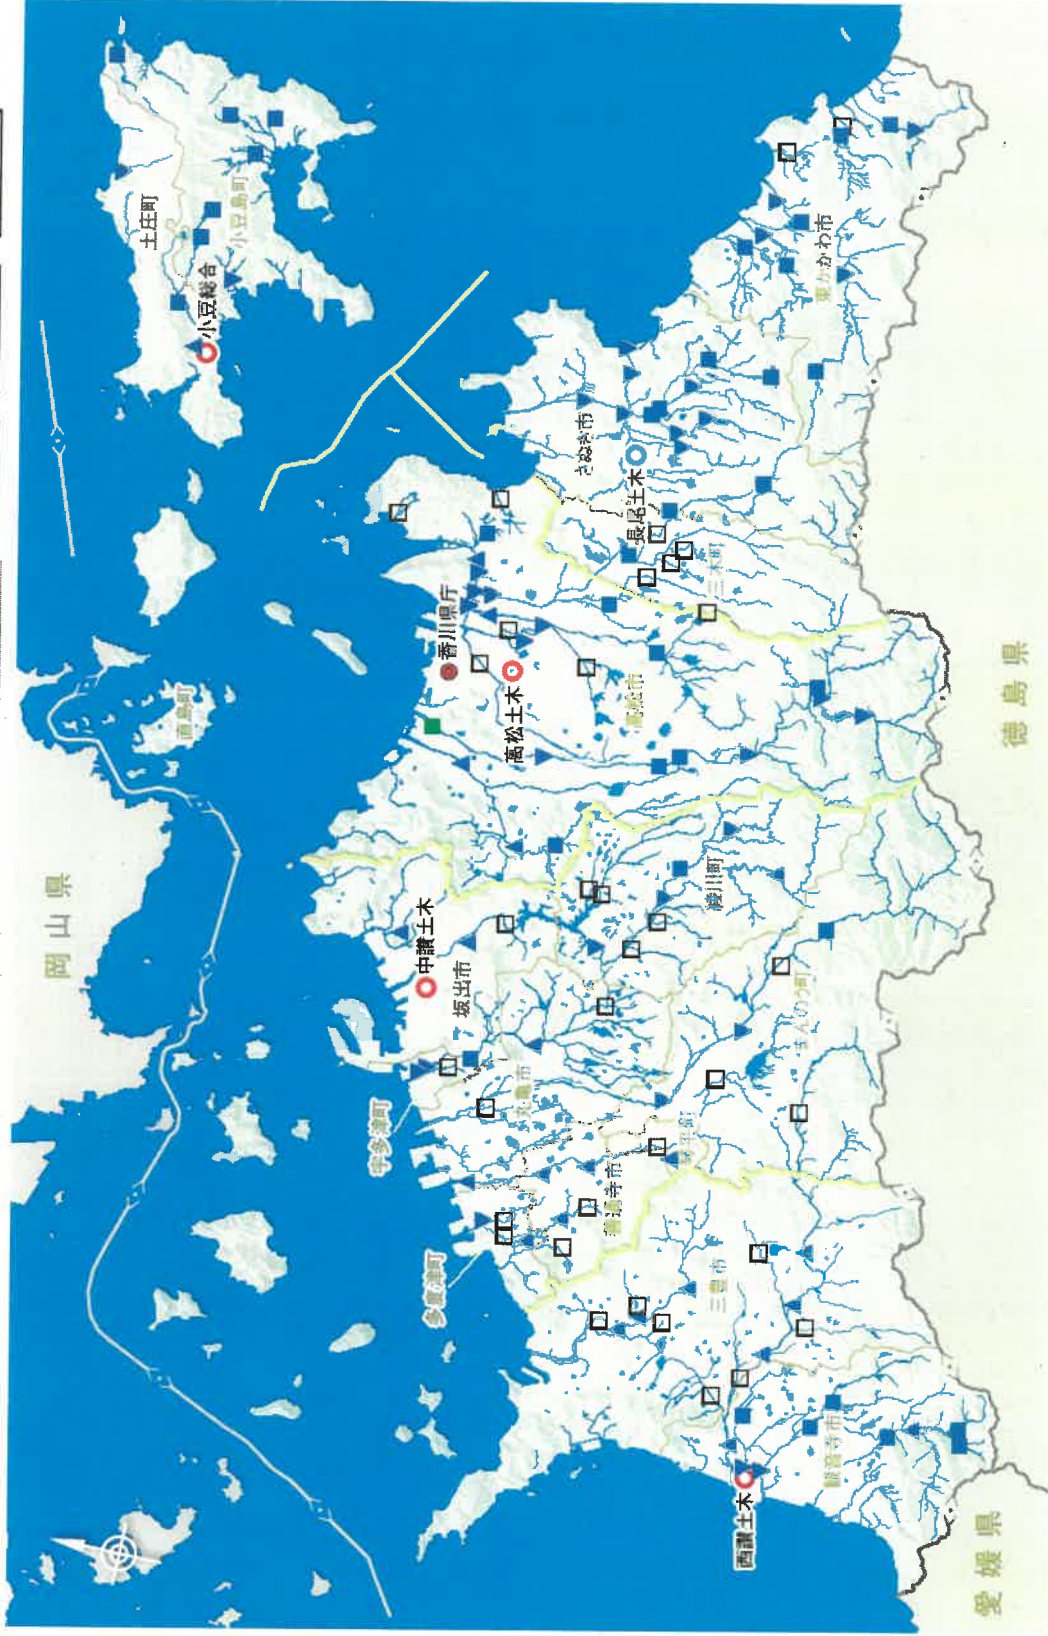 岡山県
土庄町
小豆島町
小豆総合
直島町
香川県庁
高松土木
高松市
さぬき市
長尾土木
三木町
東かがわ市
中讃土木
坂出市
宇多津町
丸亀市
多度津町
善通寺市
綾川町
まんのう町
琴平町
三豊市
観音寺市
西讃土木
徳島県
愛媛県